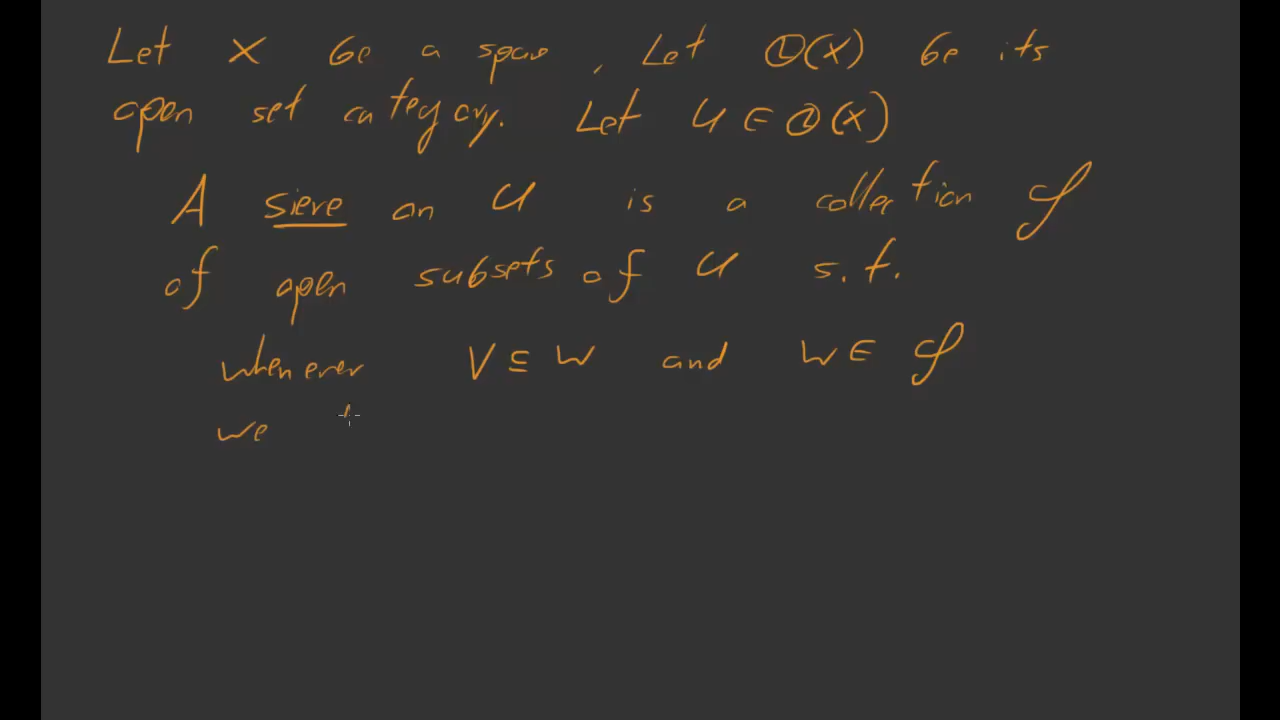 Let X be a space, Let 𝒪(X) be its
open set category. Let U ∈ 𝒪(X)
A sieve on U is a collection 𝒮
of open subsets of U s.t.
whenever V ⊆ W and W ∈ 𝒮
we